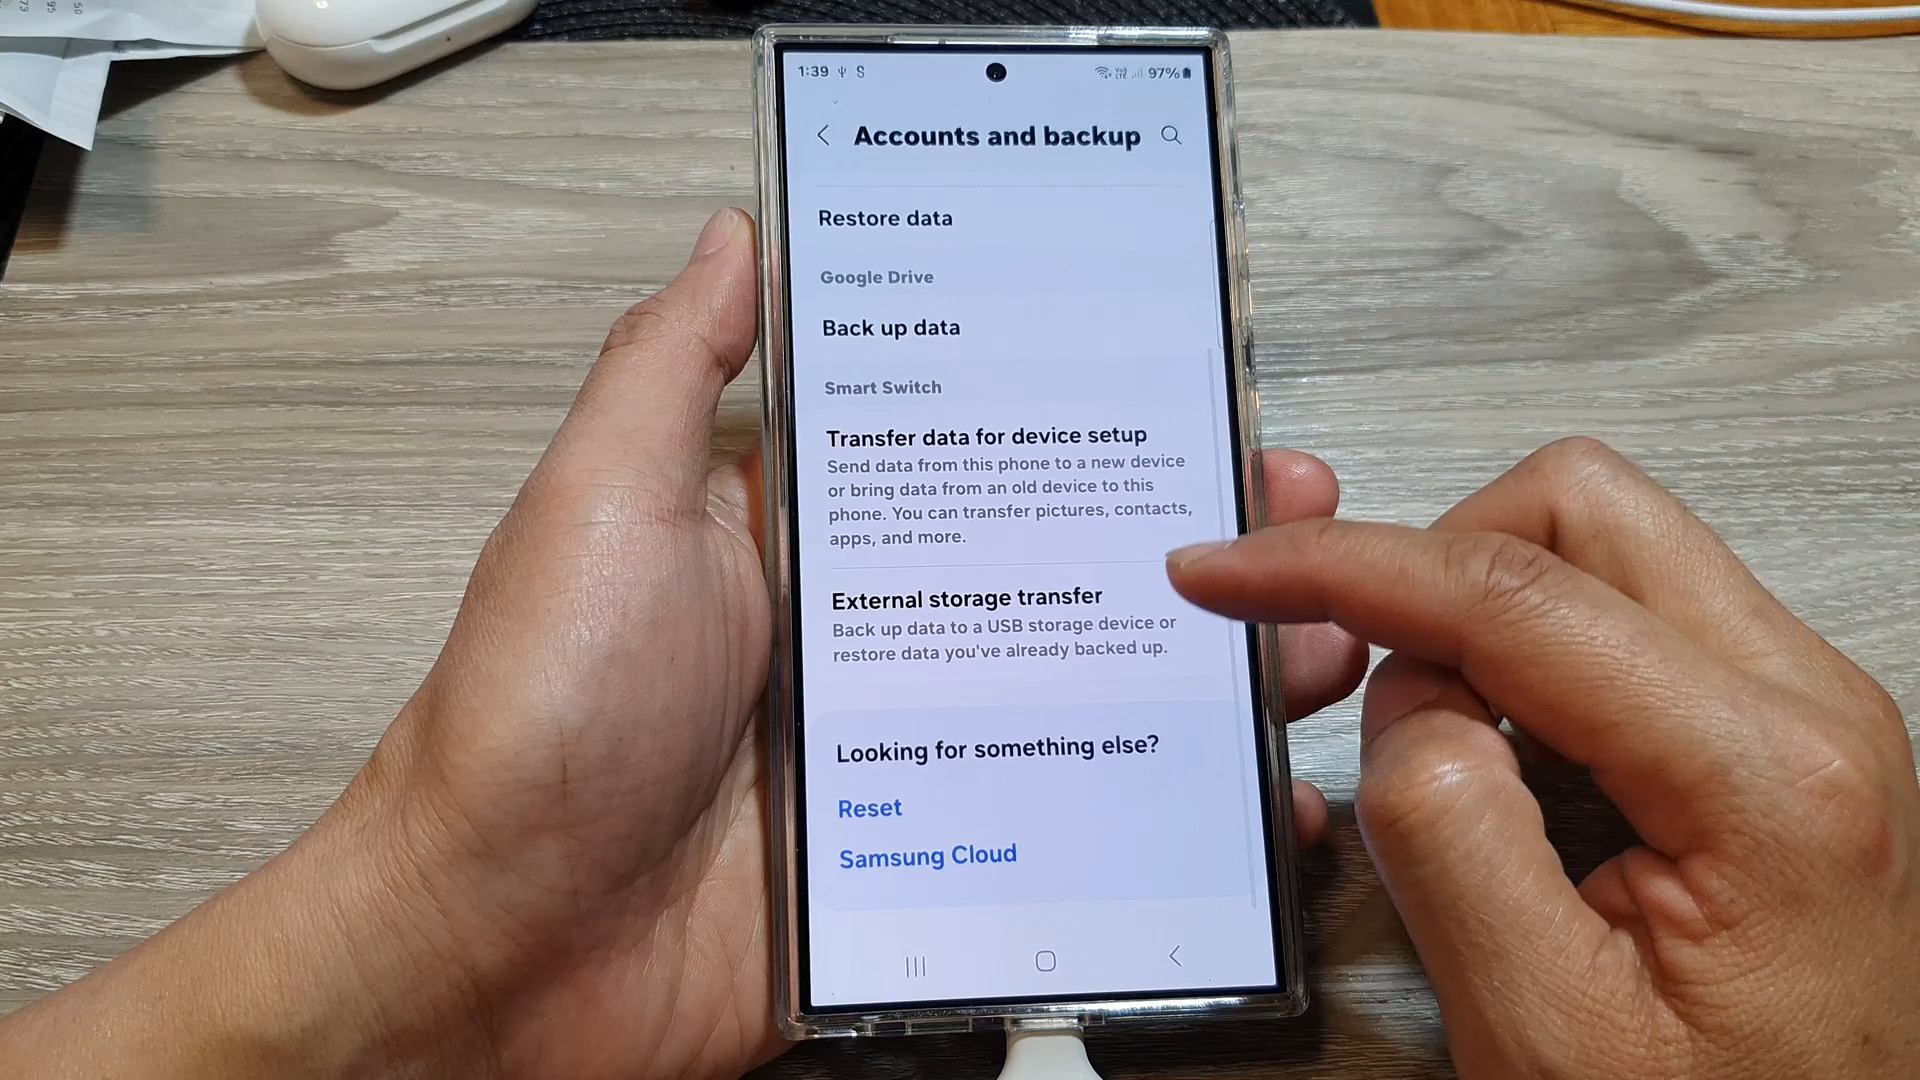 1:39
97%
Accounts and backup
Restore data
Google Drive
Back up data
Smart Switch
Transfer data for device setup
Send data from this phone to a new device
or bring data from an old device to this
phone. You can transfer pictures, contacts,
apps, and more.
External storage transfer
Back up data to a USB storage device or
restore data you've already backed up.
Looking for something else?
Reset
Samsung Cloud